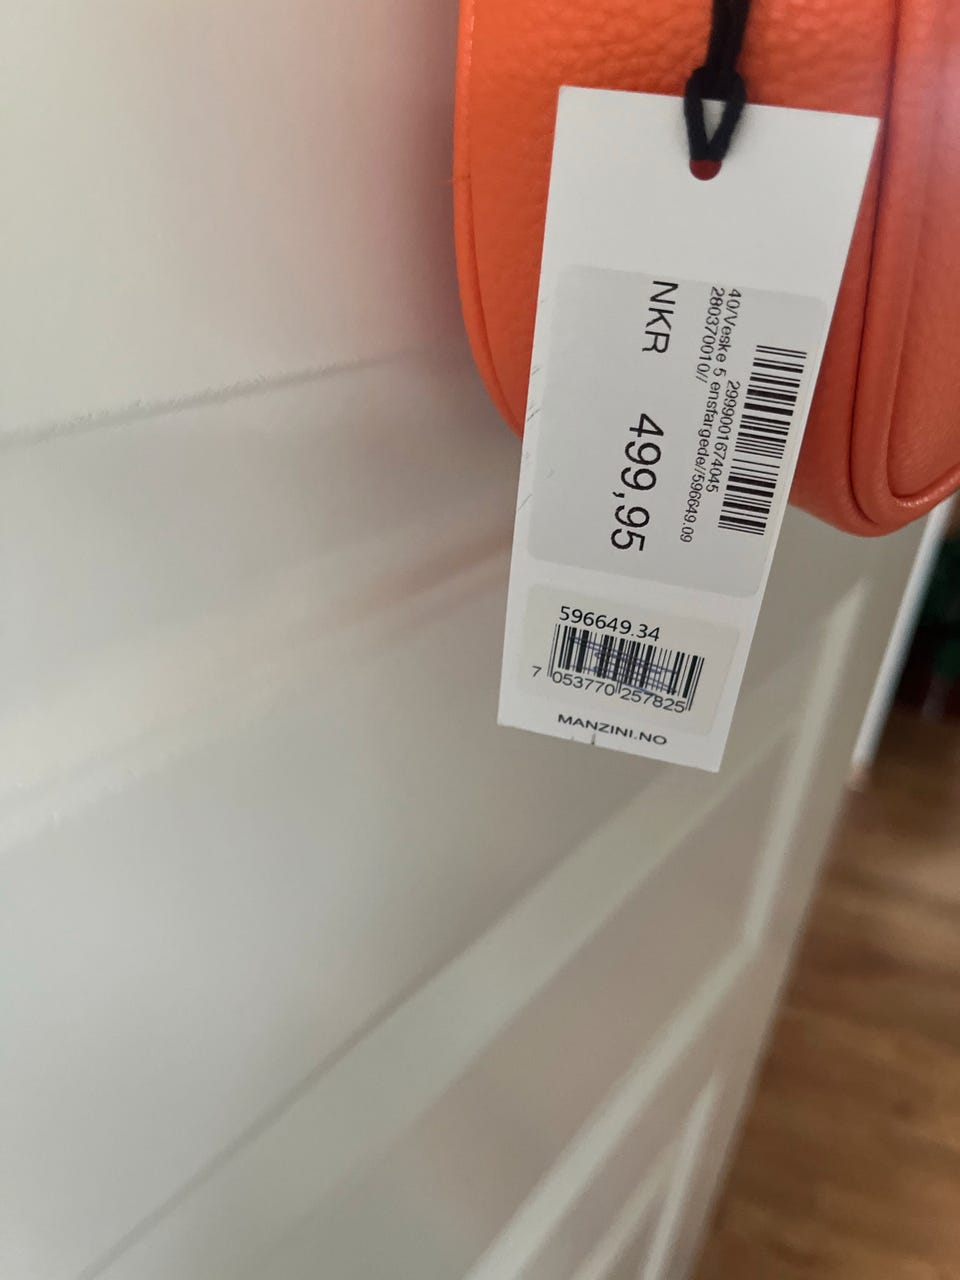 2999001674045
40/Veske 5 ensfargede//596649.09
280370010//
NKR 499,95
596649.34
7 053770 257825
MANZINI.NO